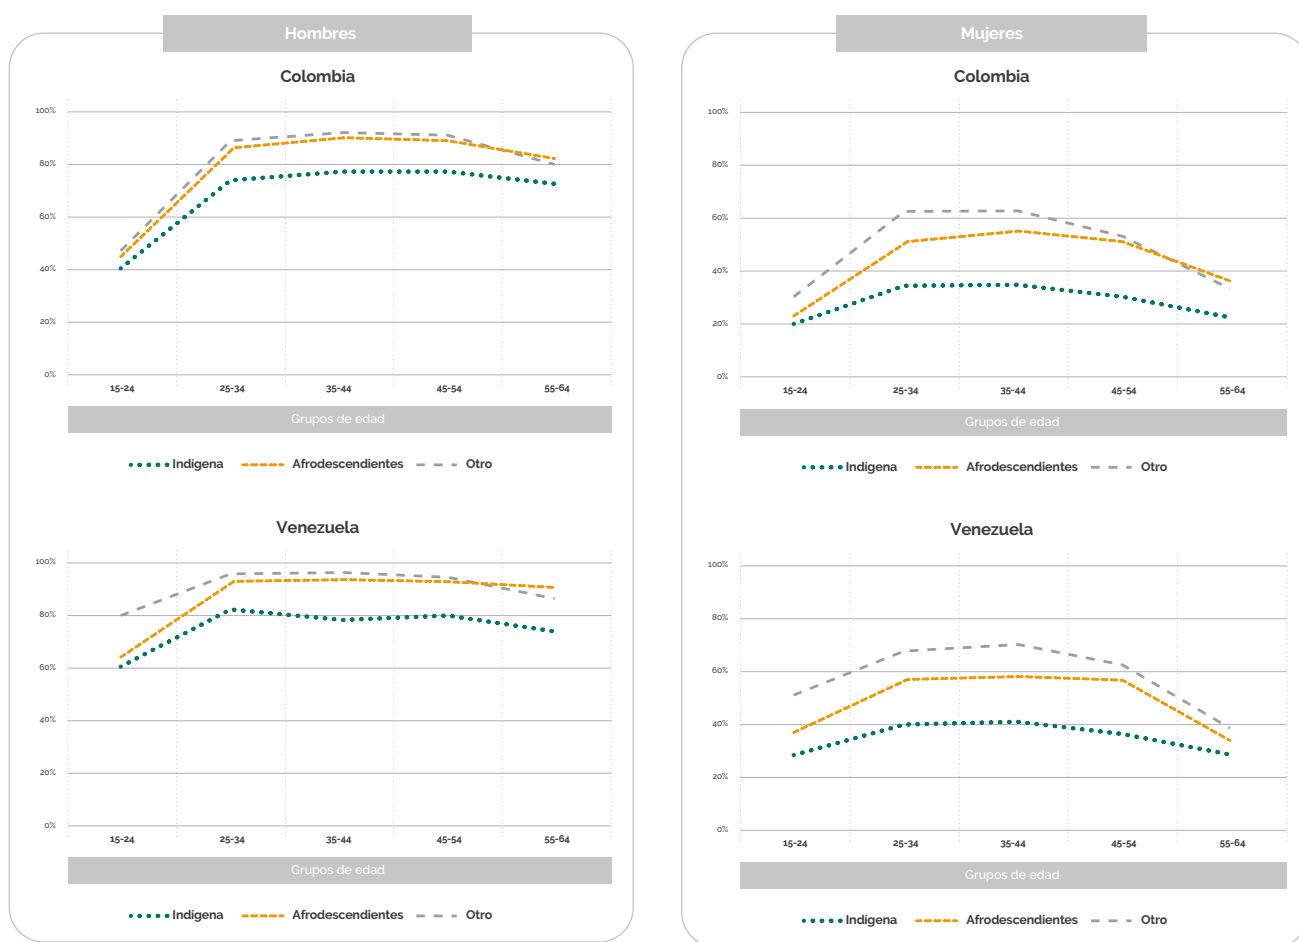 Hombres
Colombia
100%
80%
60%
40%
20%
0%
15-24 25-34 35-44 45-54 55-64
Grupos de edad
Indígena Afrodescendientes Otro
Venezuela
100%
80%
60%
40%
20%
0%
15-24 25-34 35-44 45-54 55-64
Grupos de edad
Indígena Afrodescendientes Otro
Mujeres
Colombia
100%
80%
60%
40%
20%
0%
15-24 25-34 35-44 45-54 55-64
Grupos de edad
Indígena Afrodescendientes Otro
Venezuela
100%
80%
60%
40%
20%
0%
15-24 25-34 35-44 45-54 55-64
Grupos de edad
Indígena Afrodescendientes Otro